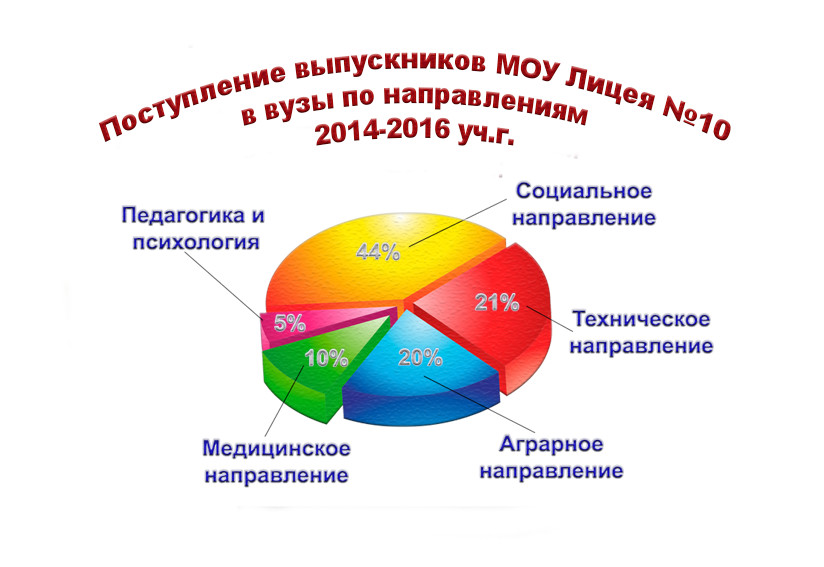 Поступление выпускников МОУ Лицея №10
в вузы по направлениям
2014-2016 уч.г.
Социальное
направление
Педагогика и
психология
44%
21%
5%
10%
20%
Техническое
направление
Медицинское
направление
Аграрное
направление